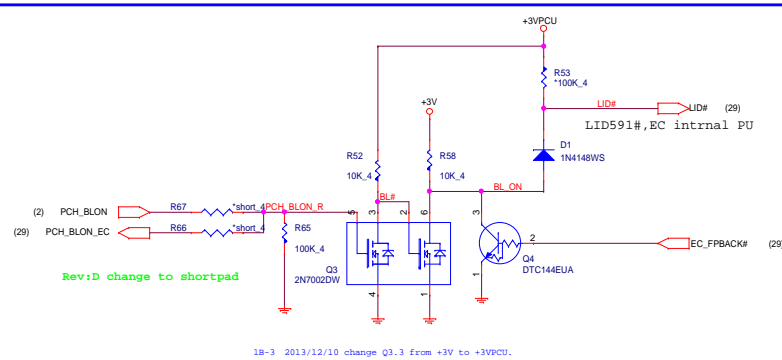 +3VPCU
R53
*100K_4
LID#
LID# (29)
LID591#,EC intrnal PU
+3V
D1
1N4148WS
R52
10K_4
R58
10K_4
BL#
BL_ON
(2) PCH_BLON
R67
*short_4
PCH_BLON_R
(29) PCH_BLON_EC
R66
*short_4
R65
100K_4
5
3
2
6
4
1
Q3
2N7002DW
3
2
1
Q4
DTC144EUA
EC_FPBACK# (29)
Rev:D change to shortpad
1B-3 2013/12/10 change Q3.3 from +3V to +3VPCU.